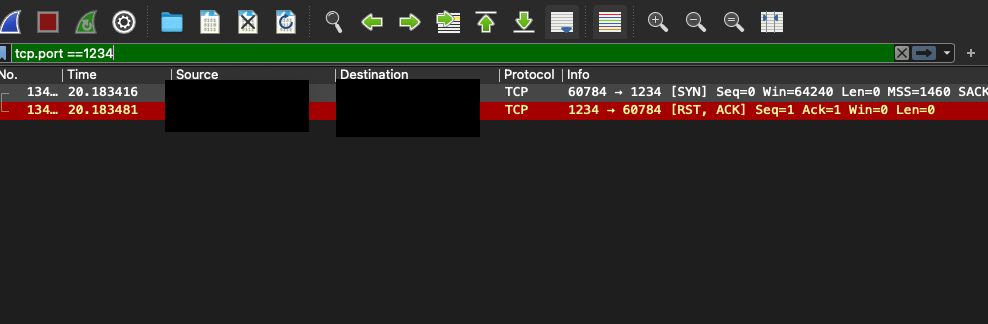 tcp.port ==1234
No. Time Source Destination Protocol Info
134… 20.183416 TCP 60784 → 1234 [SYN] Seq=0 Win=64240 Len=0 MSS=1460 SACK
134… 20.183481 TCP 1234 → 60784 [RST, ACK] Seq=1 Ack=1 Win=0 Len=0